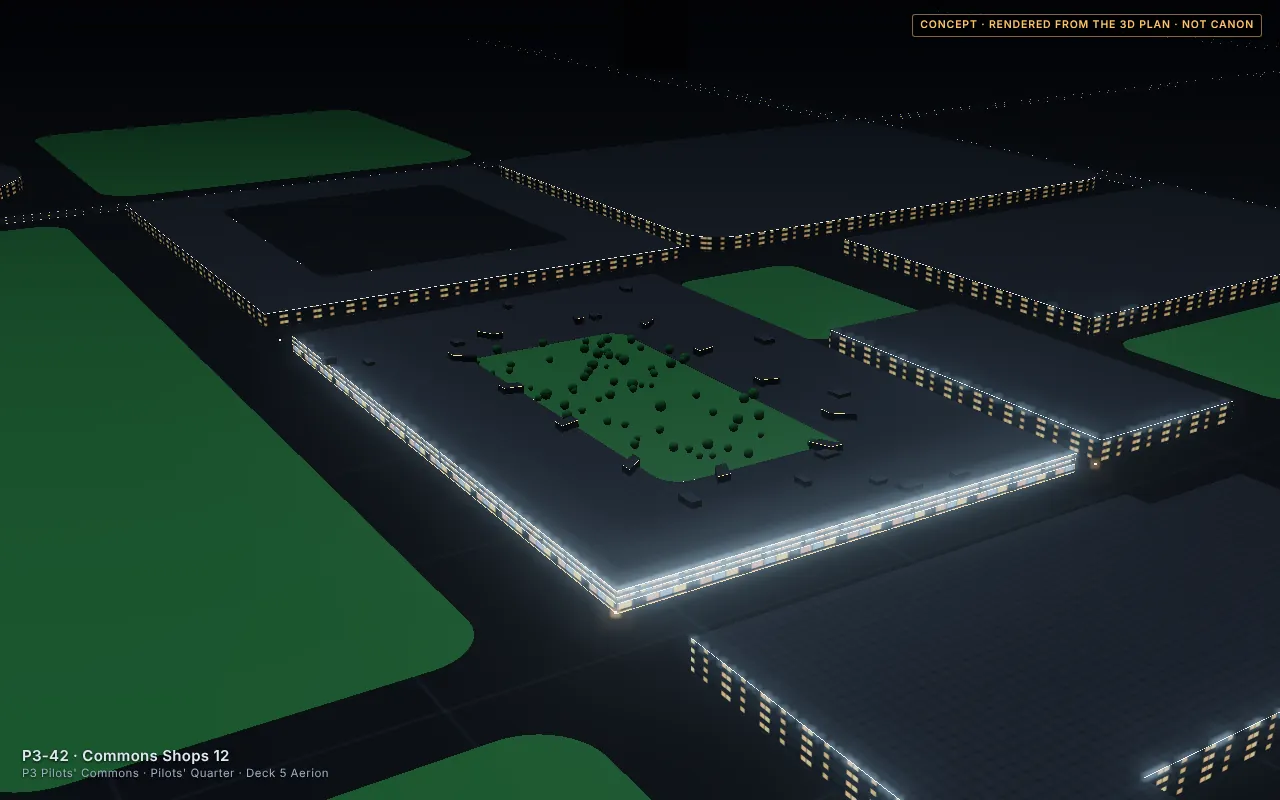 CONCEPT · RENDERED FROM THE 3D PLAN · NOT CANON
P3-42 · Commons Shops 12
P3 Pilots' Commons · Pilots' Quarter · Deck 5 Aerion